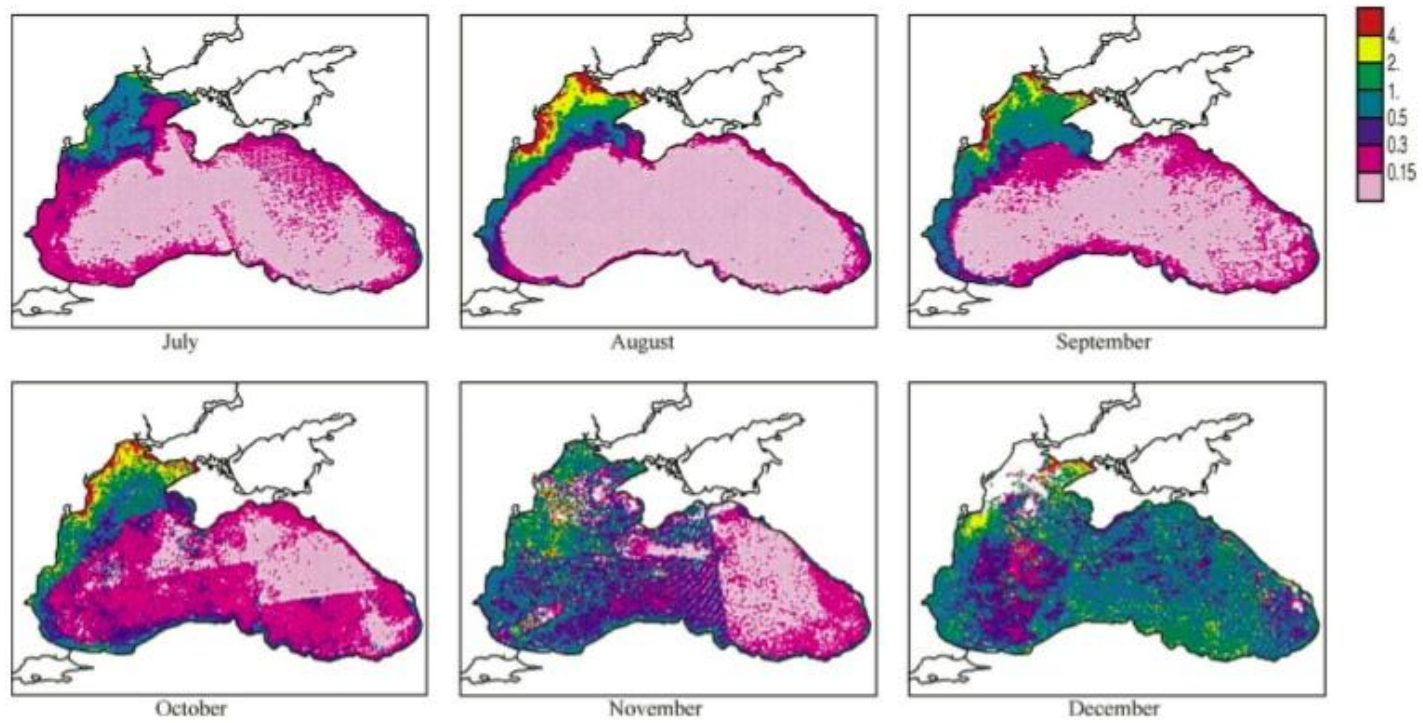 July
August
September
4.
2.
1.
0.5
0.3
0.15
October
November
December